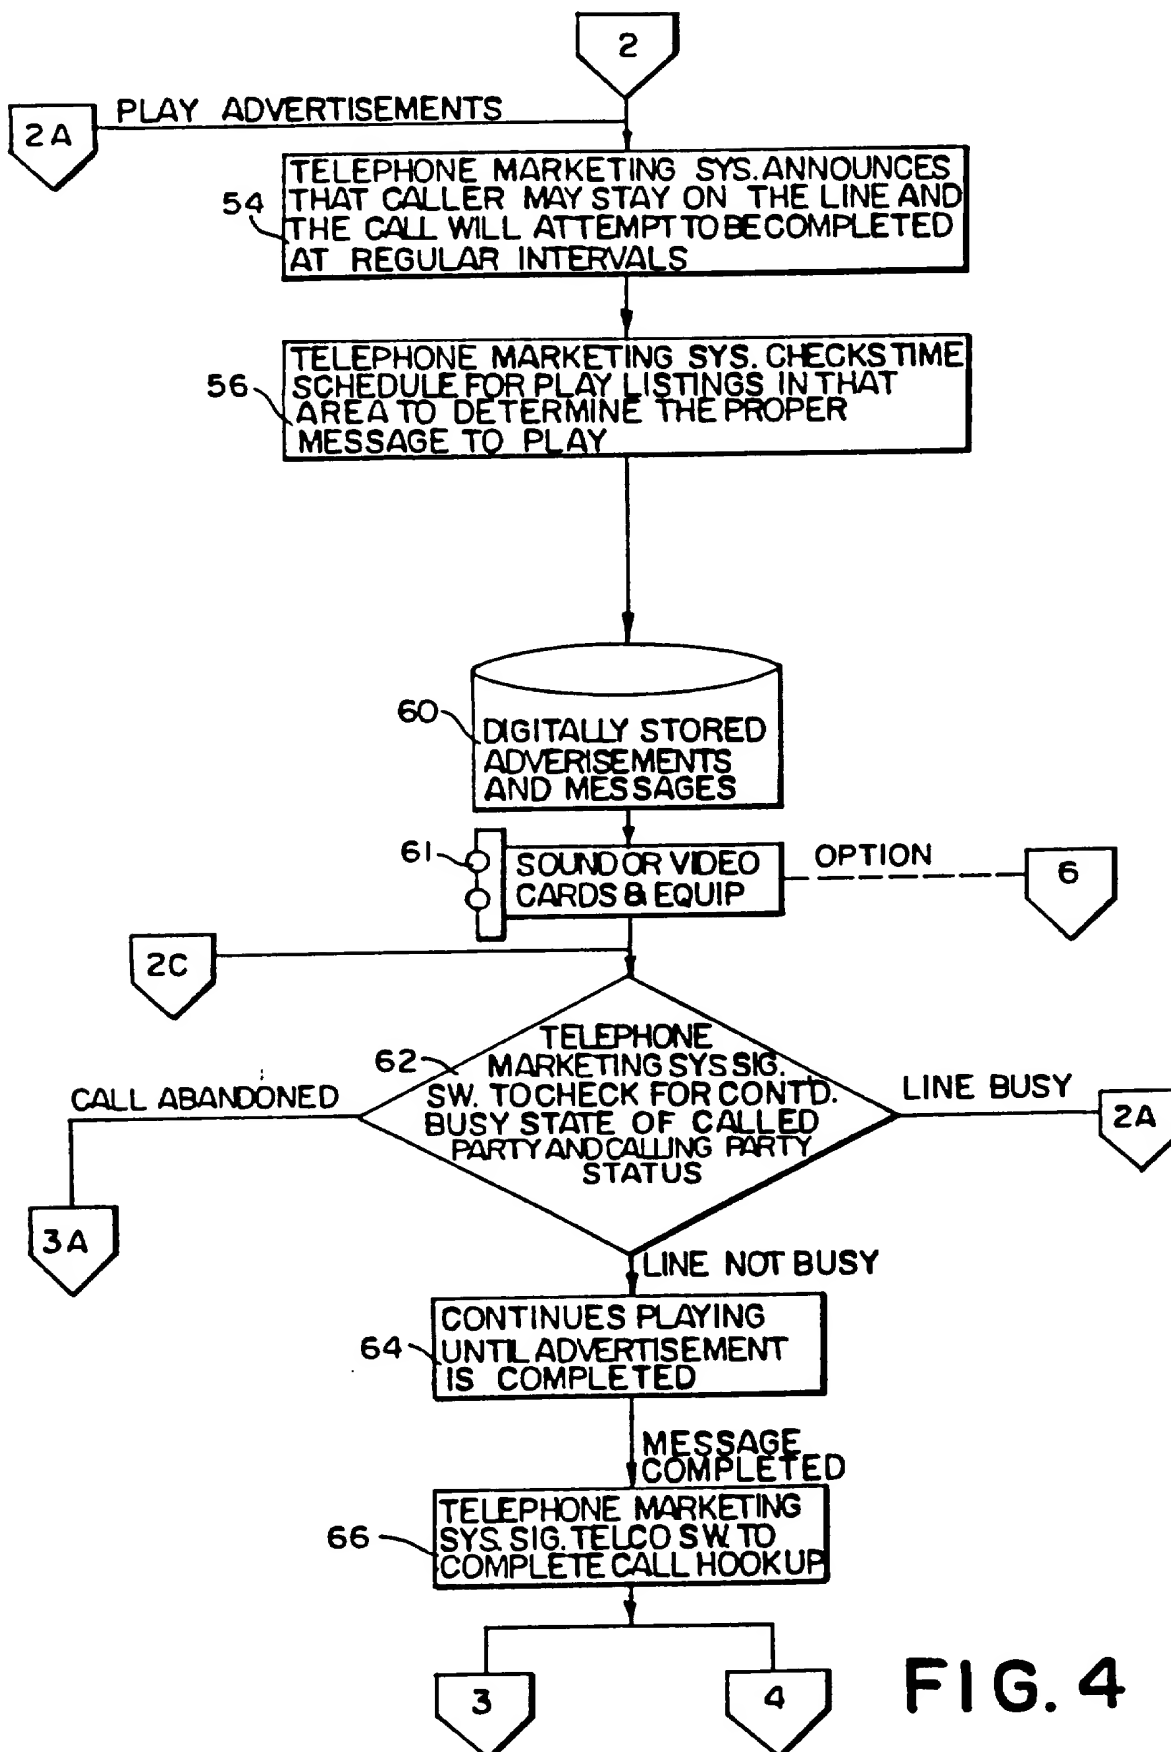 2
PLAY ADVERTISEMENTS
2A
TELEPHONE MARKETING SYS. ANNOUNCES
THAT CALLER MAY STAY ON THE LINE AND
54
THE CALL WILL ATTEMPT TO BE COMPLETED
AT REGULAR INTERVALS
TELEPHONE MARKETING SYS. CHECKS TIME
56
SCHEDULE FOR PLAY LISTINGS IN THAT
AREA TO DETERMINE THE PROPER
MESSAGE TO PLAY
60
DIGITALLY STORED
ADVERISEMENTS
AND MESSAGES
61
SOUND OR VIDEO
CARDS & EQUIP
OPTION
6
2C
TELEPHONE
62
MARKETING SYS SIG.
SW. TO CHECK FOR CONT'D.
BUSY STATE OF CALLED
PARTY AND CALLING PARTY
STATUS
CALL ABANDONED
LINE BUSY
2A
3A
LINE NOT BUSY
CONTINUES PLAYING
64
UNTIL ADVERTISEMENT
IS COMPLETED
MESSAGE
COMPLETED
TELEPHONE MARKETING
66
SYS. SIG. TELCO SW. TO
COMPLETE CALL HOOKUP
3
4
FIG. 4